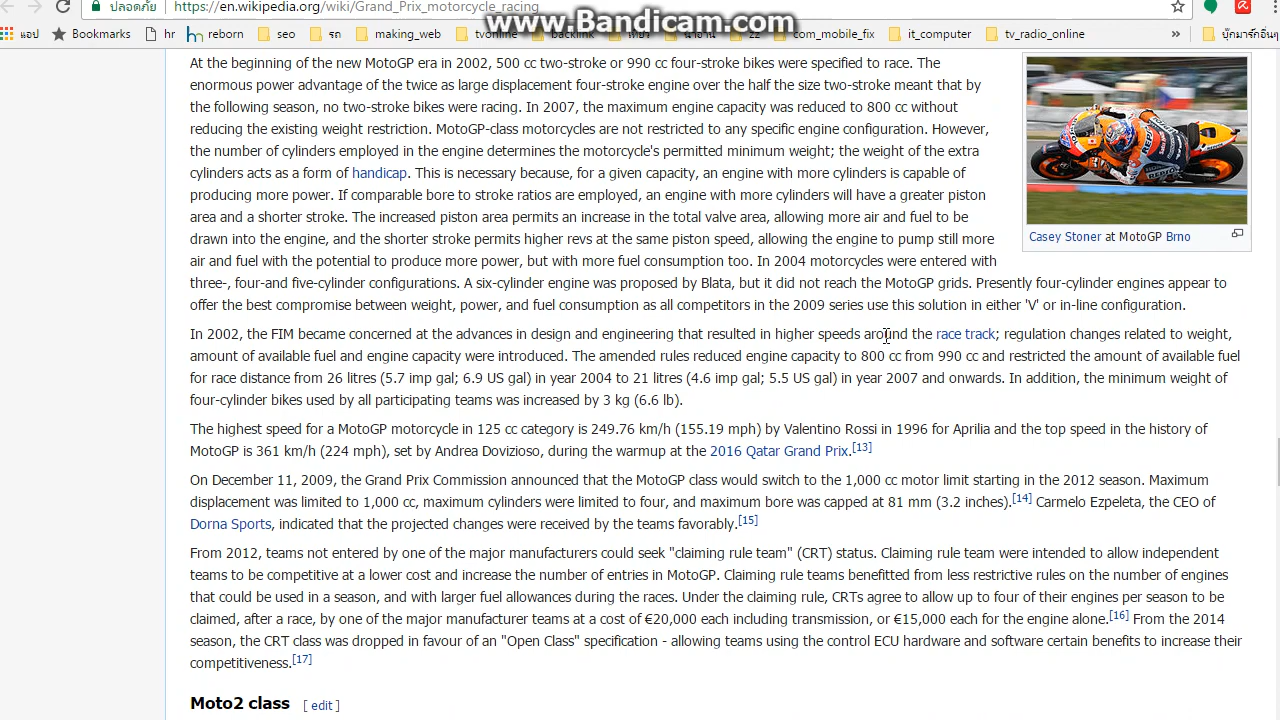 ปลอดภัย https://en.wikipedia.org/wiki/Grand_Prix_motorcycle_racing
www.Bandicam.com
แอป Bookmarks hr reborn seo รถ making_web tvonline backlink zz com_mobile_fix it_computer tv_radio_online » บุ๊กมาร์กอื่นๆ
At the beginning of the new MotoGP era in 2002, 500 cc two-stroke or 990 cc four-stroke bikes were specified to race. The
enormous power advantage of the twice as large displacement four-stroke engine over the half the size two-stroke meant that by
the following season, no two-stroke bikes were racing. In 2007, the maximum engine capacity was reduced to 800 cc without
reducing the existing weight restriction. MotoGP-class motorcycles are not restricted to any specific engine configuration. However,
the number of cylinders employed in the engine determines the motorcycle's permitted minimum weight; the weight of the extra
cylinders acts as a form of handicap. This is necessary because, for a given capacity, an engine with more cylinders is capable of
producing more power. If comparable bore to stroke ratios are employed, an engine with more cylinders will have a greater piston
area and a shorter stroke. The increased piston area permits an increase in the total valve area, allowing more air and fuel to be
drawn into the engine, and the shorter stroke permits higher revs at the same piston speed, allowing the engine to pump still more
air and fuel with the potential to produce more power, but with more fuel consumption too. In 2004 motorcycles were entered with
three-, four-and five-cylinder configurations. A six-cylinder engine was proposed by Blata, but it did not reach the MotoGP grids. Presently four-cylinder engines appear to
offer the best compromise between weight, power, and fuel consumption as all competitors in the 2009 series use this solution in either 'V' or in-line configuration.
Casey Stoner at MotoGP Brno
In 2002, the FIM became concerned at the advances in design and engineering that resulted in higher speeds around the race track; regulation changes related to weight,
amount of available fuel and engine capacity were introduced. The amended rules reduced engine capacity to 800 cc from 990 cc and restricted the amount of available fuel
for race distance from 26 litres (5.7 imp gal; 6.9 US gal) in year 2004 to 21 litres (4.6 imp gal; 5.5 US gal) in year 2007 and onwards. In addition, the minimum weight of
four-cylinder bikes used by all participating teams was increased by 3 kg (6.6 lb).
The highest speed for a MotoGP motorcycle in 125 cc category is 249.76 km/h (155.19 mph) by Valentino Rossi in 1996 for Aprilia and the top speed in the history of
MotoGP is 361 km/h (224 mph), set by Andrea Dovizioso, during the warmup at the 2016 Qatar Grand Prix.[13]
On December 11, 2009, the Grand Prix Commission announced that the MotoGP class would switch to the 1,000 cc motor limit starting in the 2012 season. Maximum
displacement was limited to 1,000 cc, maximum cylinders were limited to four, and maximum bore was capped at 81 mm (3.2 inches).[14] Carmelo Ezpeleta, the CEO of
Dorna Sports, indicated that the projected changes were received by the teams favorably.[15]
From 2012, teams not entered by one of the major manufacturers could seek "claiming rule team" (CRT) status. Claiming rule team were intended to allow independent
teams to be competitive at a lower cost and increase the number of entries in MotoGP. Claiming rule teams benefitted from less restrictive rules on the number of engines
that could be used in a season, and with larger fuel allowances during the races. Under the claiming rule, CRTs agree to allow up to four of their engines per season to be
claimed, after a race, by one of the major manufacturer teams at a cost of €20,000 each including transmission, or €15,000 each for the engine alone.[16] From the 2014
season, the CRT class was dropped in favour of an "Open Class" specification - allowing teams using the control ECU hardware and software certain benefits to increase their
competitiveness.[17]
Moto2 class [ edit ]